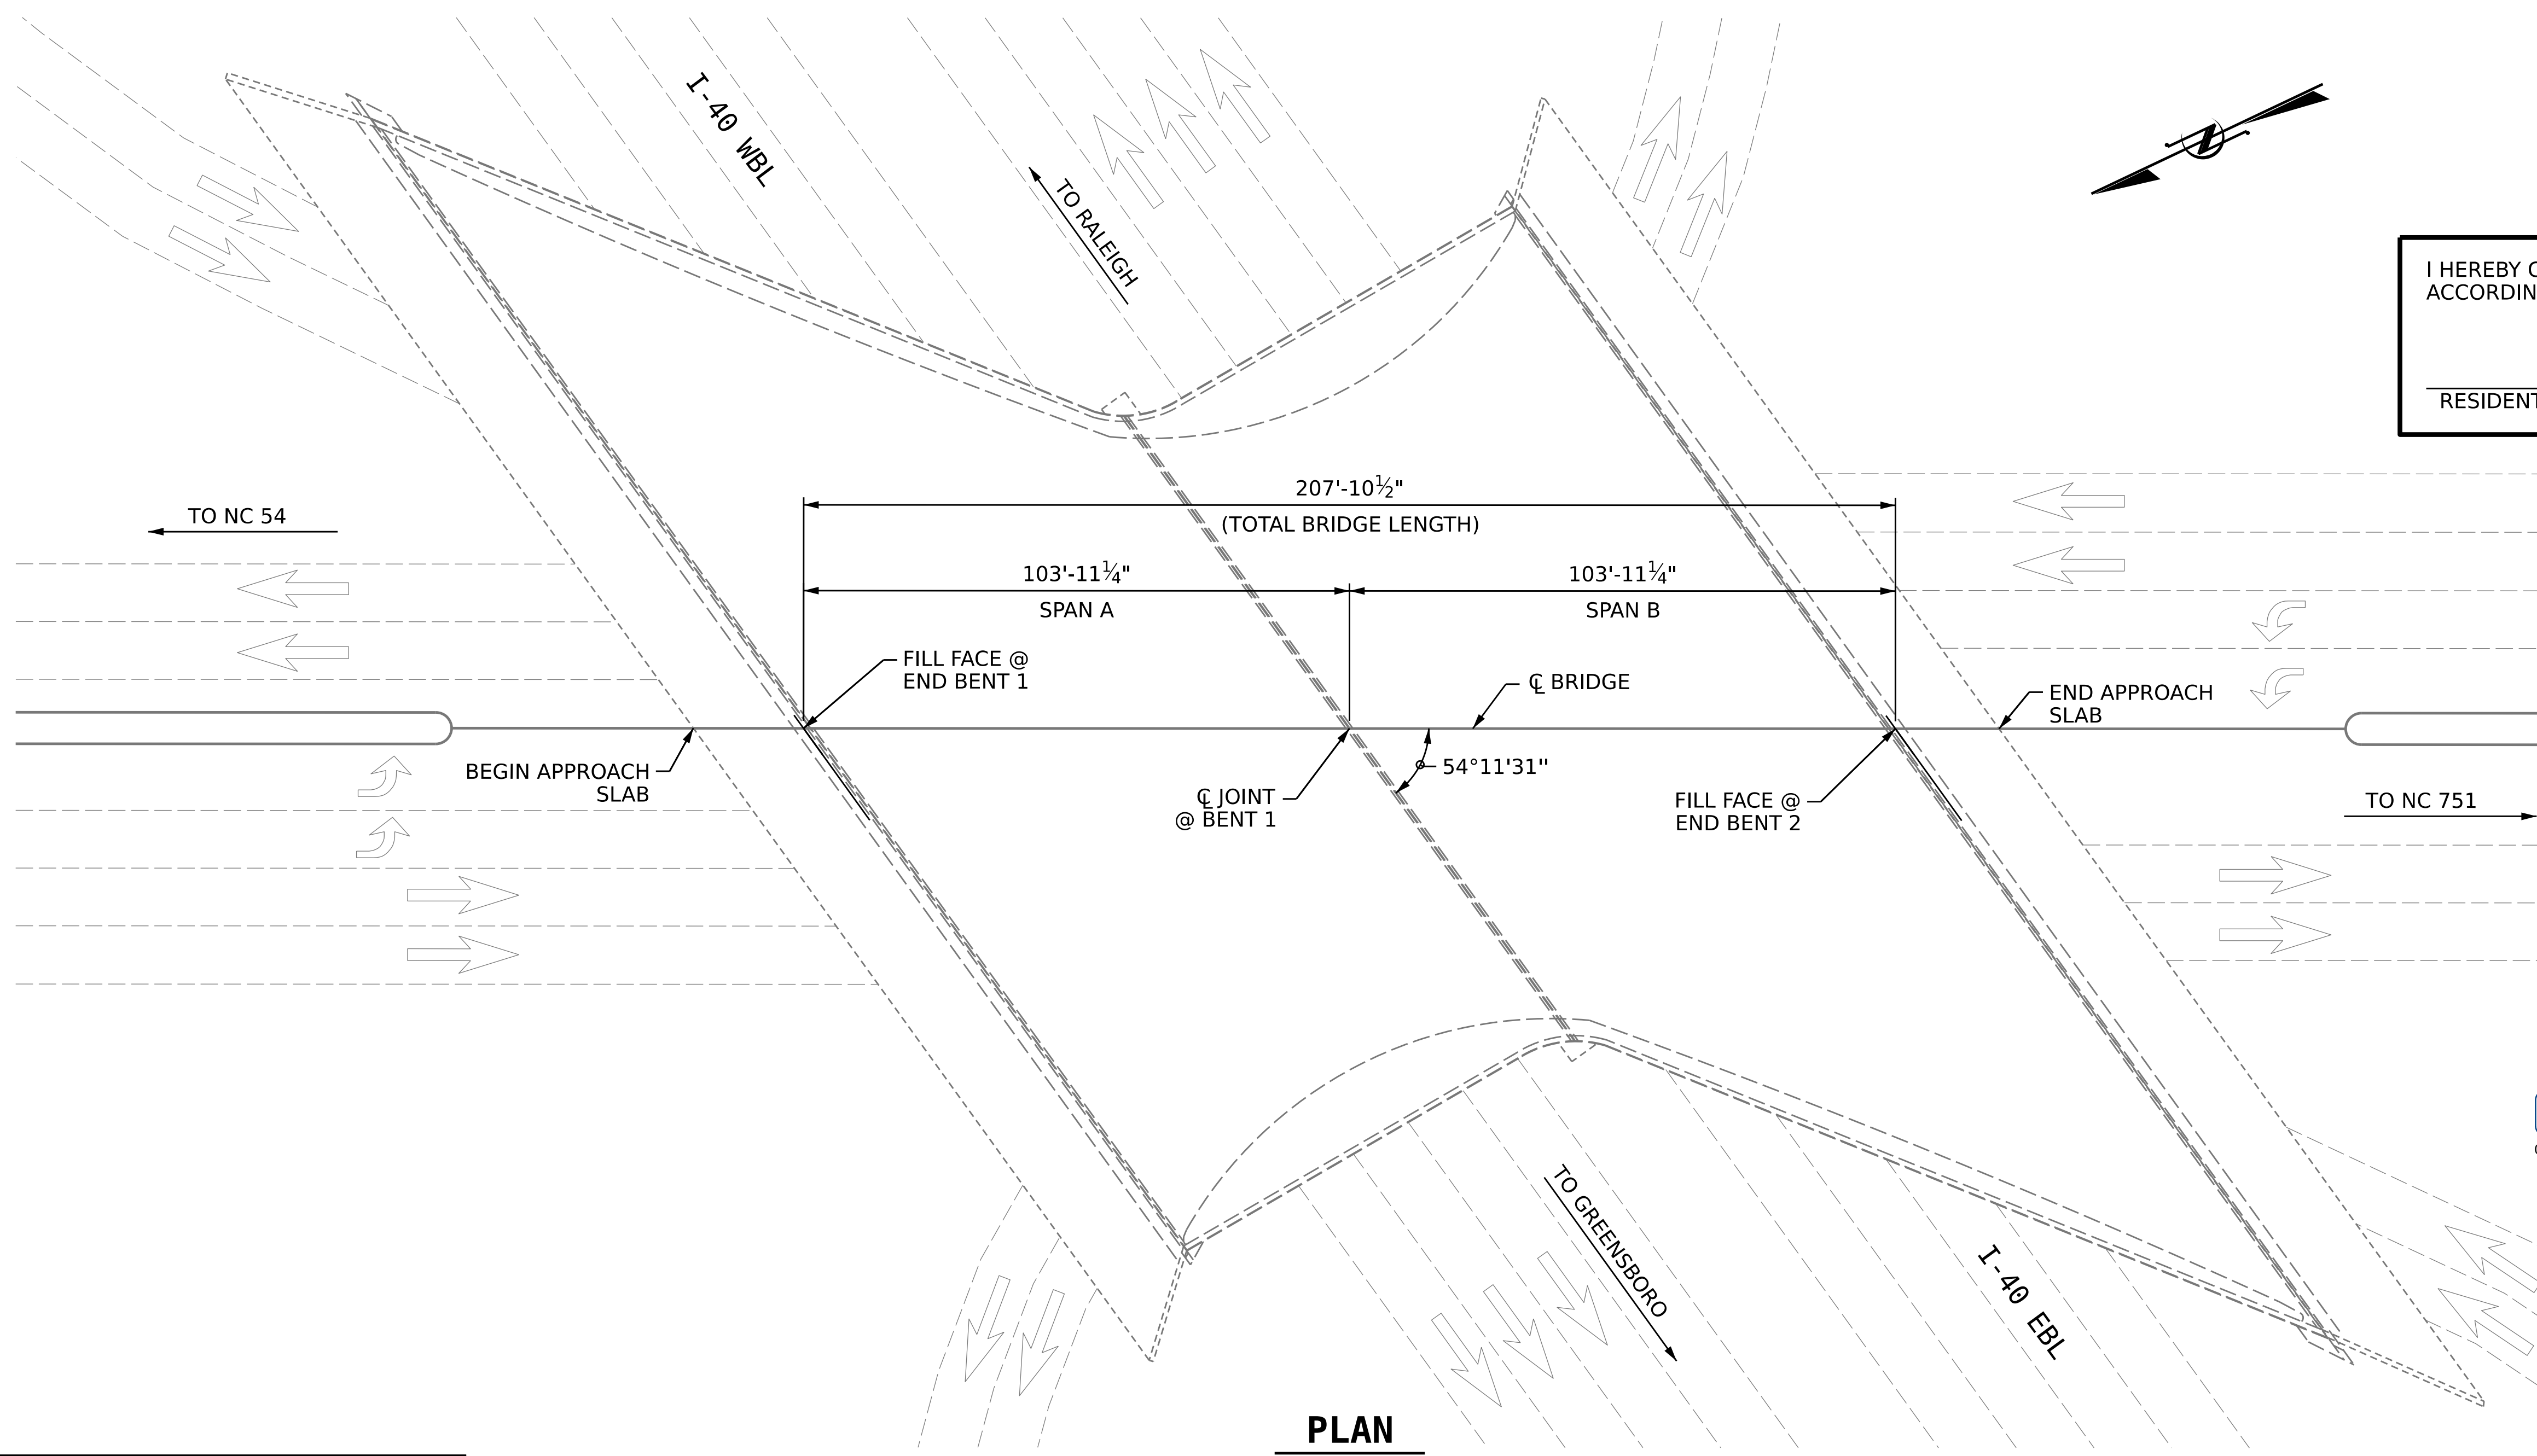 I-40 WBL
TO RALEIGH
N
I HEREBY
ACCORDIN
RESIDENT
207'-10½"
(TOTAL BRIDGE LENGTH)
TO NC 54
103'-11¼"
103'-11¼"
SPAN A
SPAN B
FILL FACE @
END BENT 1
℄ BRIDGE
END APPROACH
SLAB
BEGIN APPROACH
SLAB
54°11'31"
℄ JOINT
@ BENT 1
FILL FACE @
END BENT 2
TO NC 751
TO GREENSBORO
I-40 EBL
PLAN